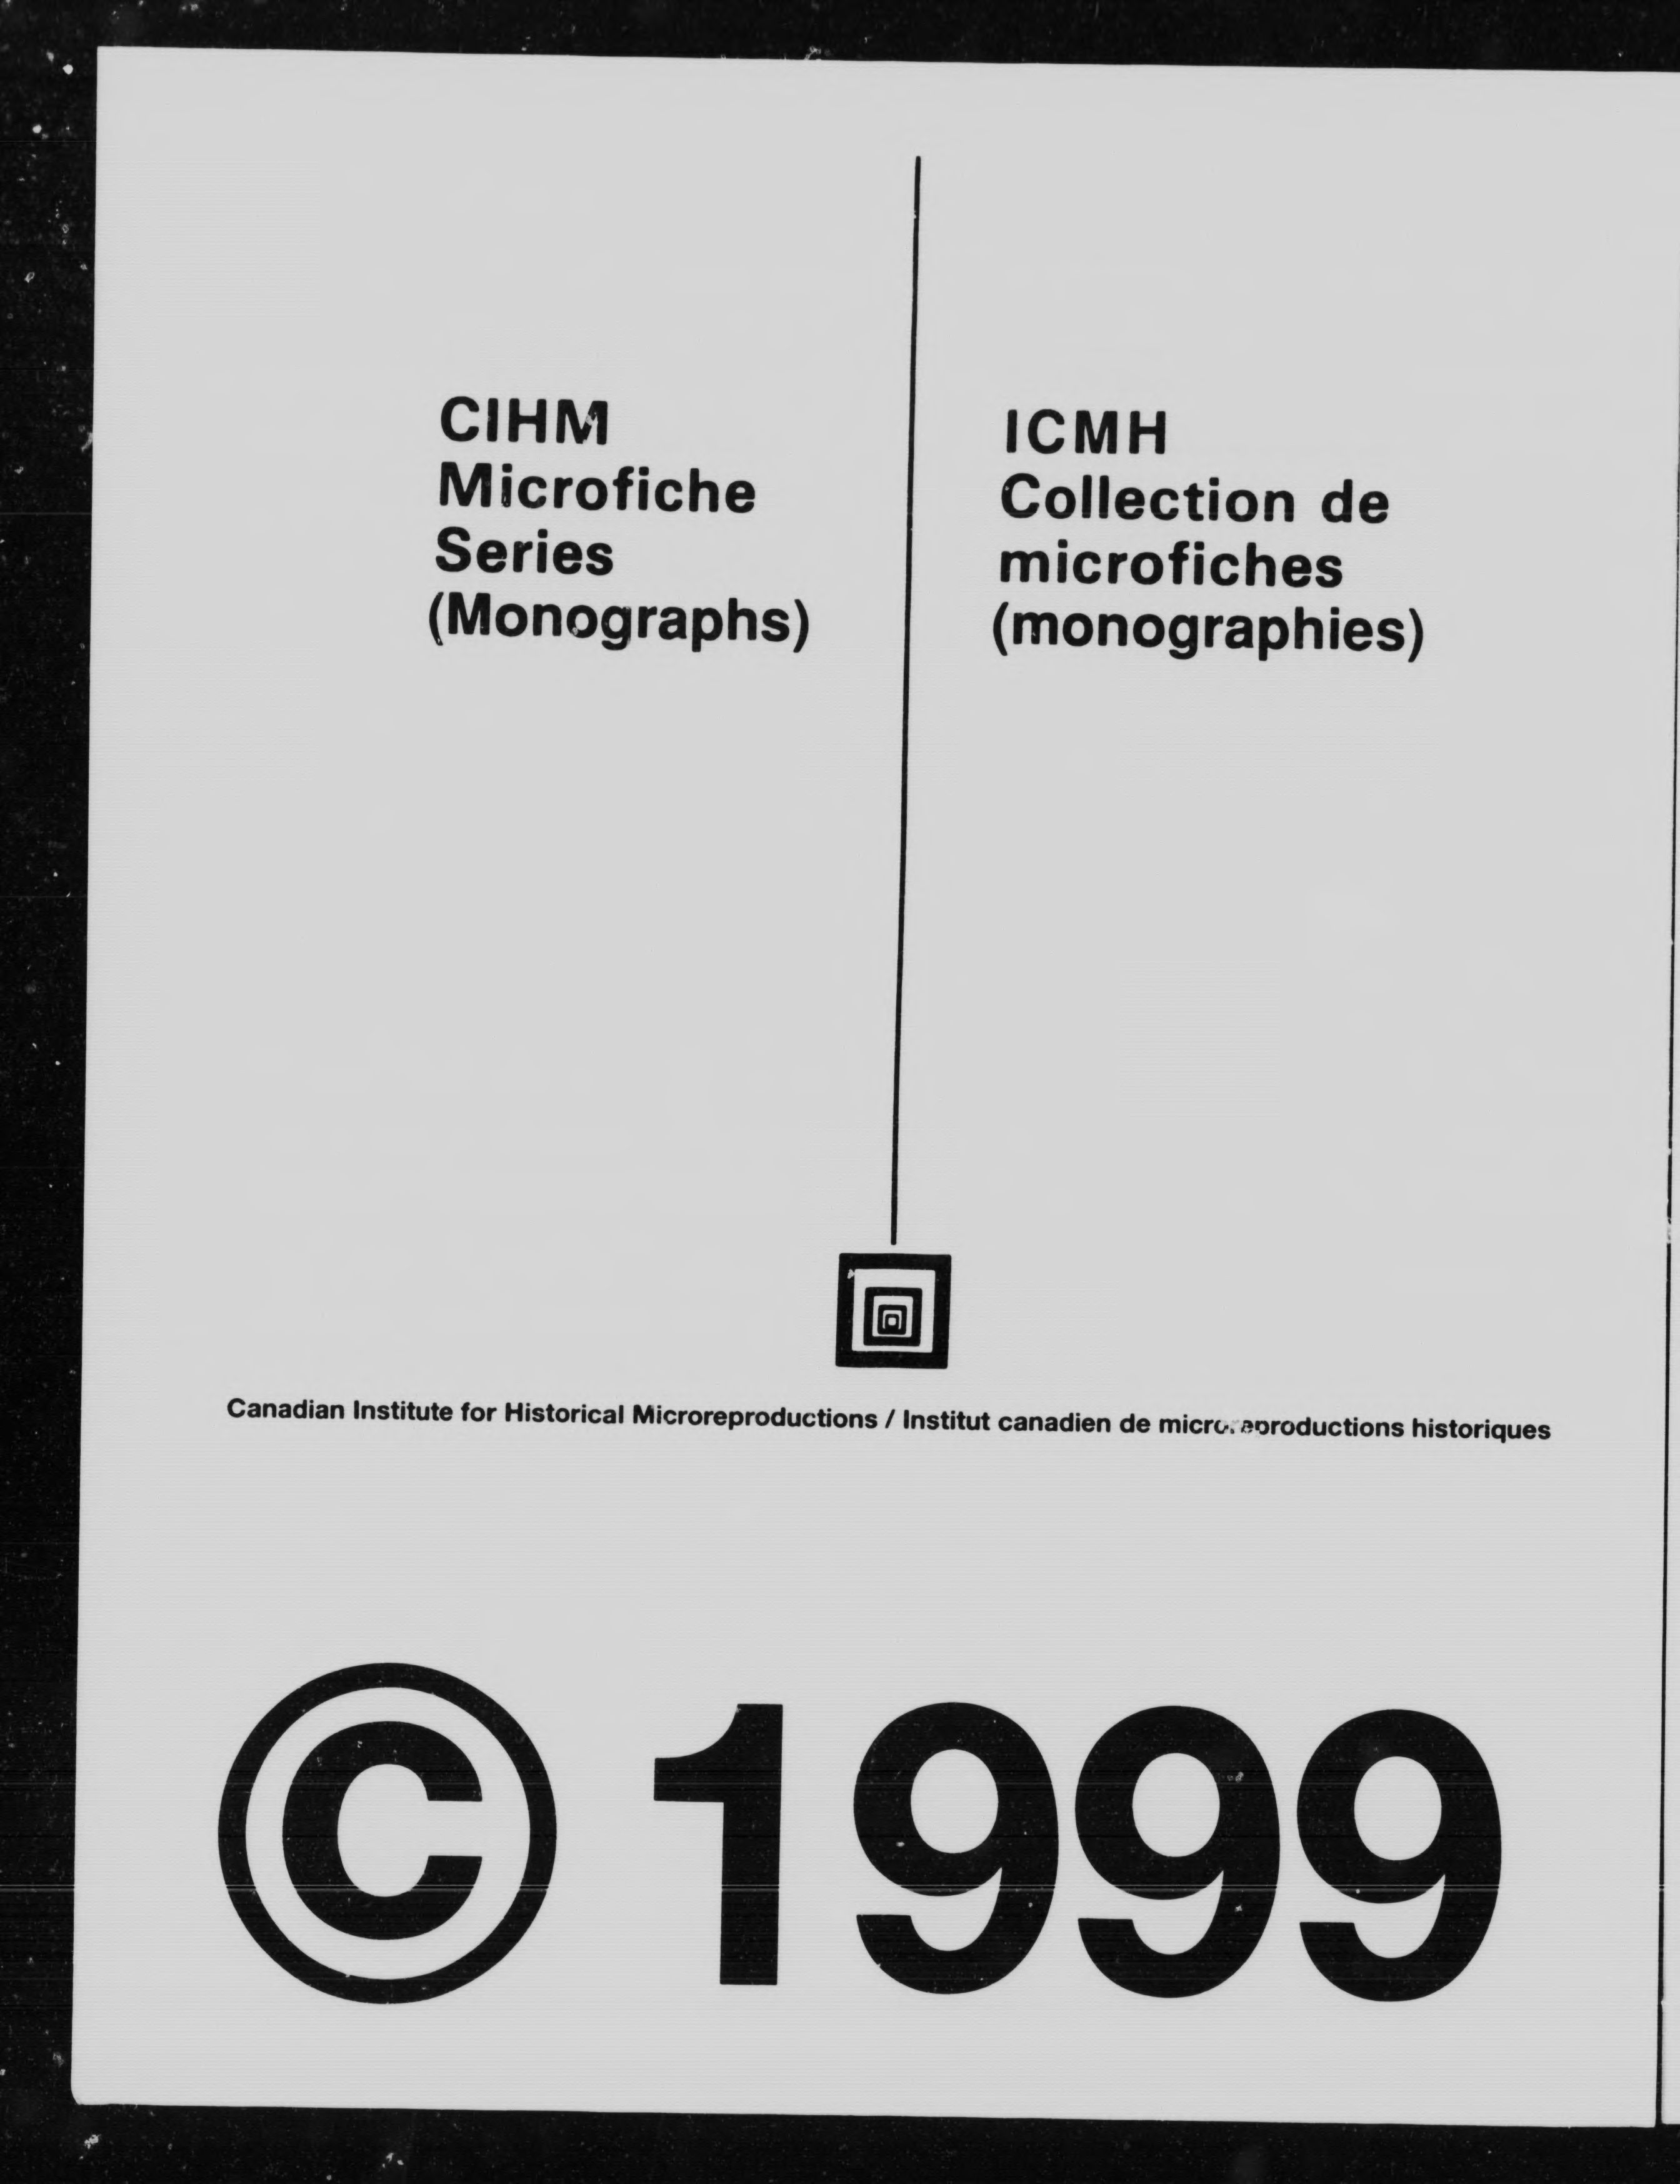 CIHM
Microfiche
Series
(Monographs)
ICMH
Collection de
microfiches
(monographies)
Canadian Institute for Historical Microreproductions / Institut canadien de microreproductions historiques
© 1999